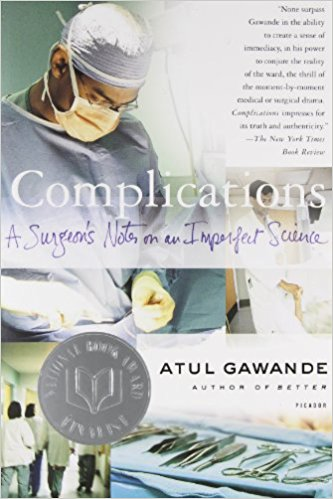 "None surpass
Gawande in the ability
to create a sense of
immediacy, in his power
to conjure the reality
of the ward, the thrill of
the moment-by-moment
medical or surgical drama.
Complications impresses for
its truth and authenticity."
—The New York Times
Book Review
Complications
A Surgeon's Notes on an Imperfect Science
NATIONAL BOOK AWARD
FINALIST
ATUL GAWANDE
AUTHOR OF BETTER
PICADOR